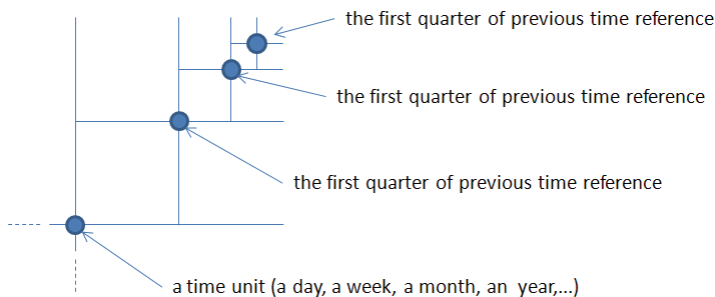 the first quarter of previous time reference
the first quarter of previous time reference
the first quarter of previous time reference
a time unit (a day, a week, a month, an year,...)